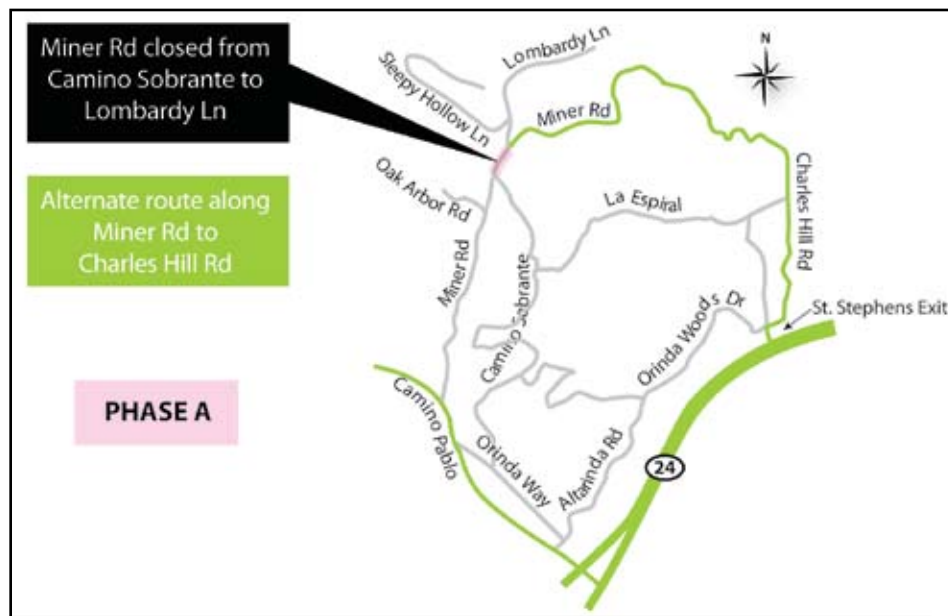 Miner Rd closed from
Camino Sobrante to
Lombardy Ln
Alternate route along
Miner Rd to
Charles Hill Rd
PHASE A
N
Lombardy Ln
Sleepy Hollow Ln
Miner Rd
Oak Arbor Rd
La Espiral
Charles Hill Rd
Miner Rd
Camino Sobrante
Orinda Woods Dr
St. Stephens Exit
Camino Pablo
Orinda Way
Altarinda Rd
24